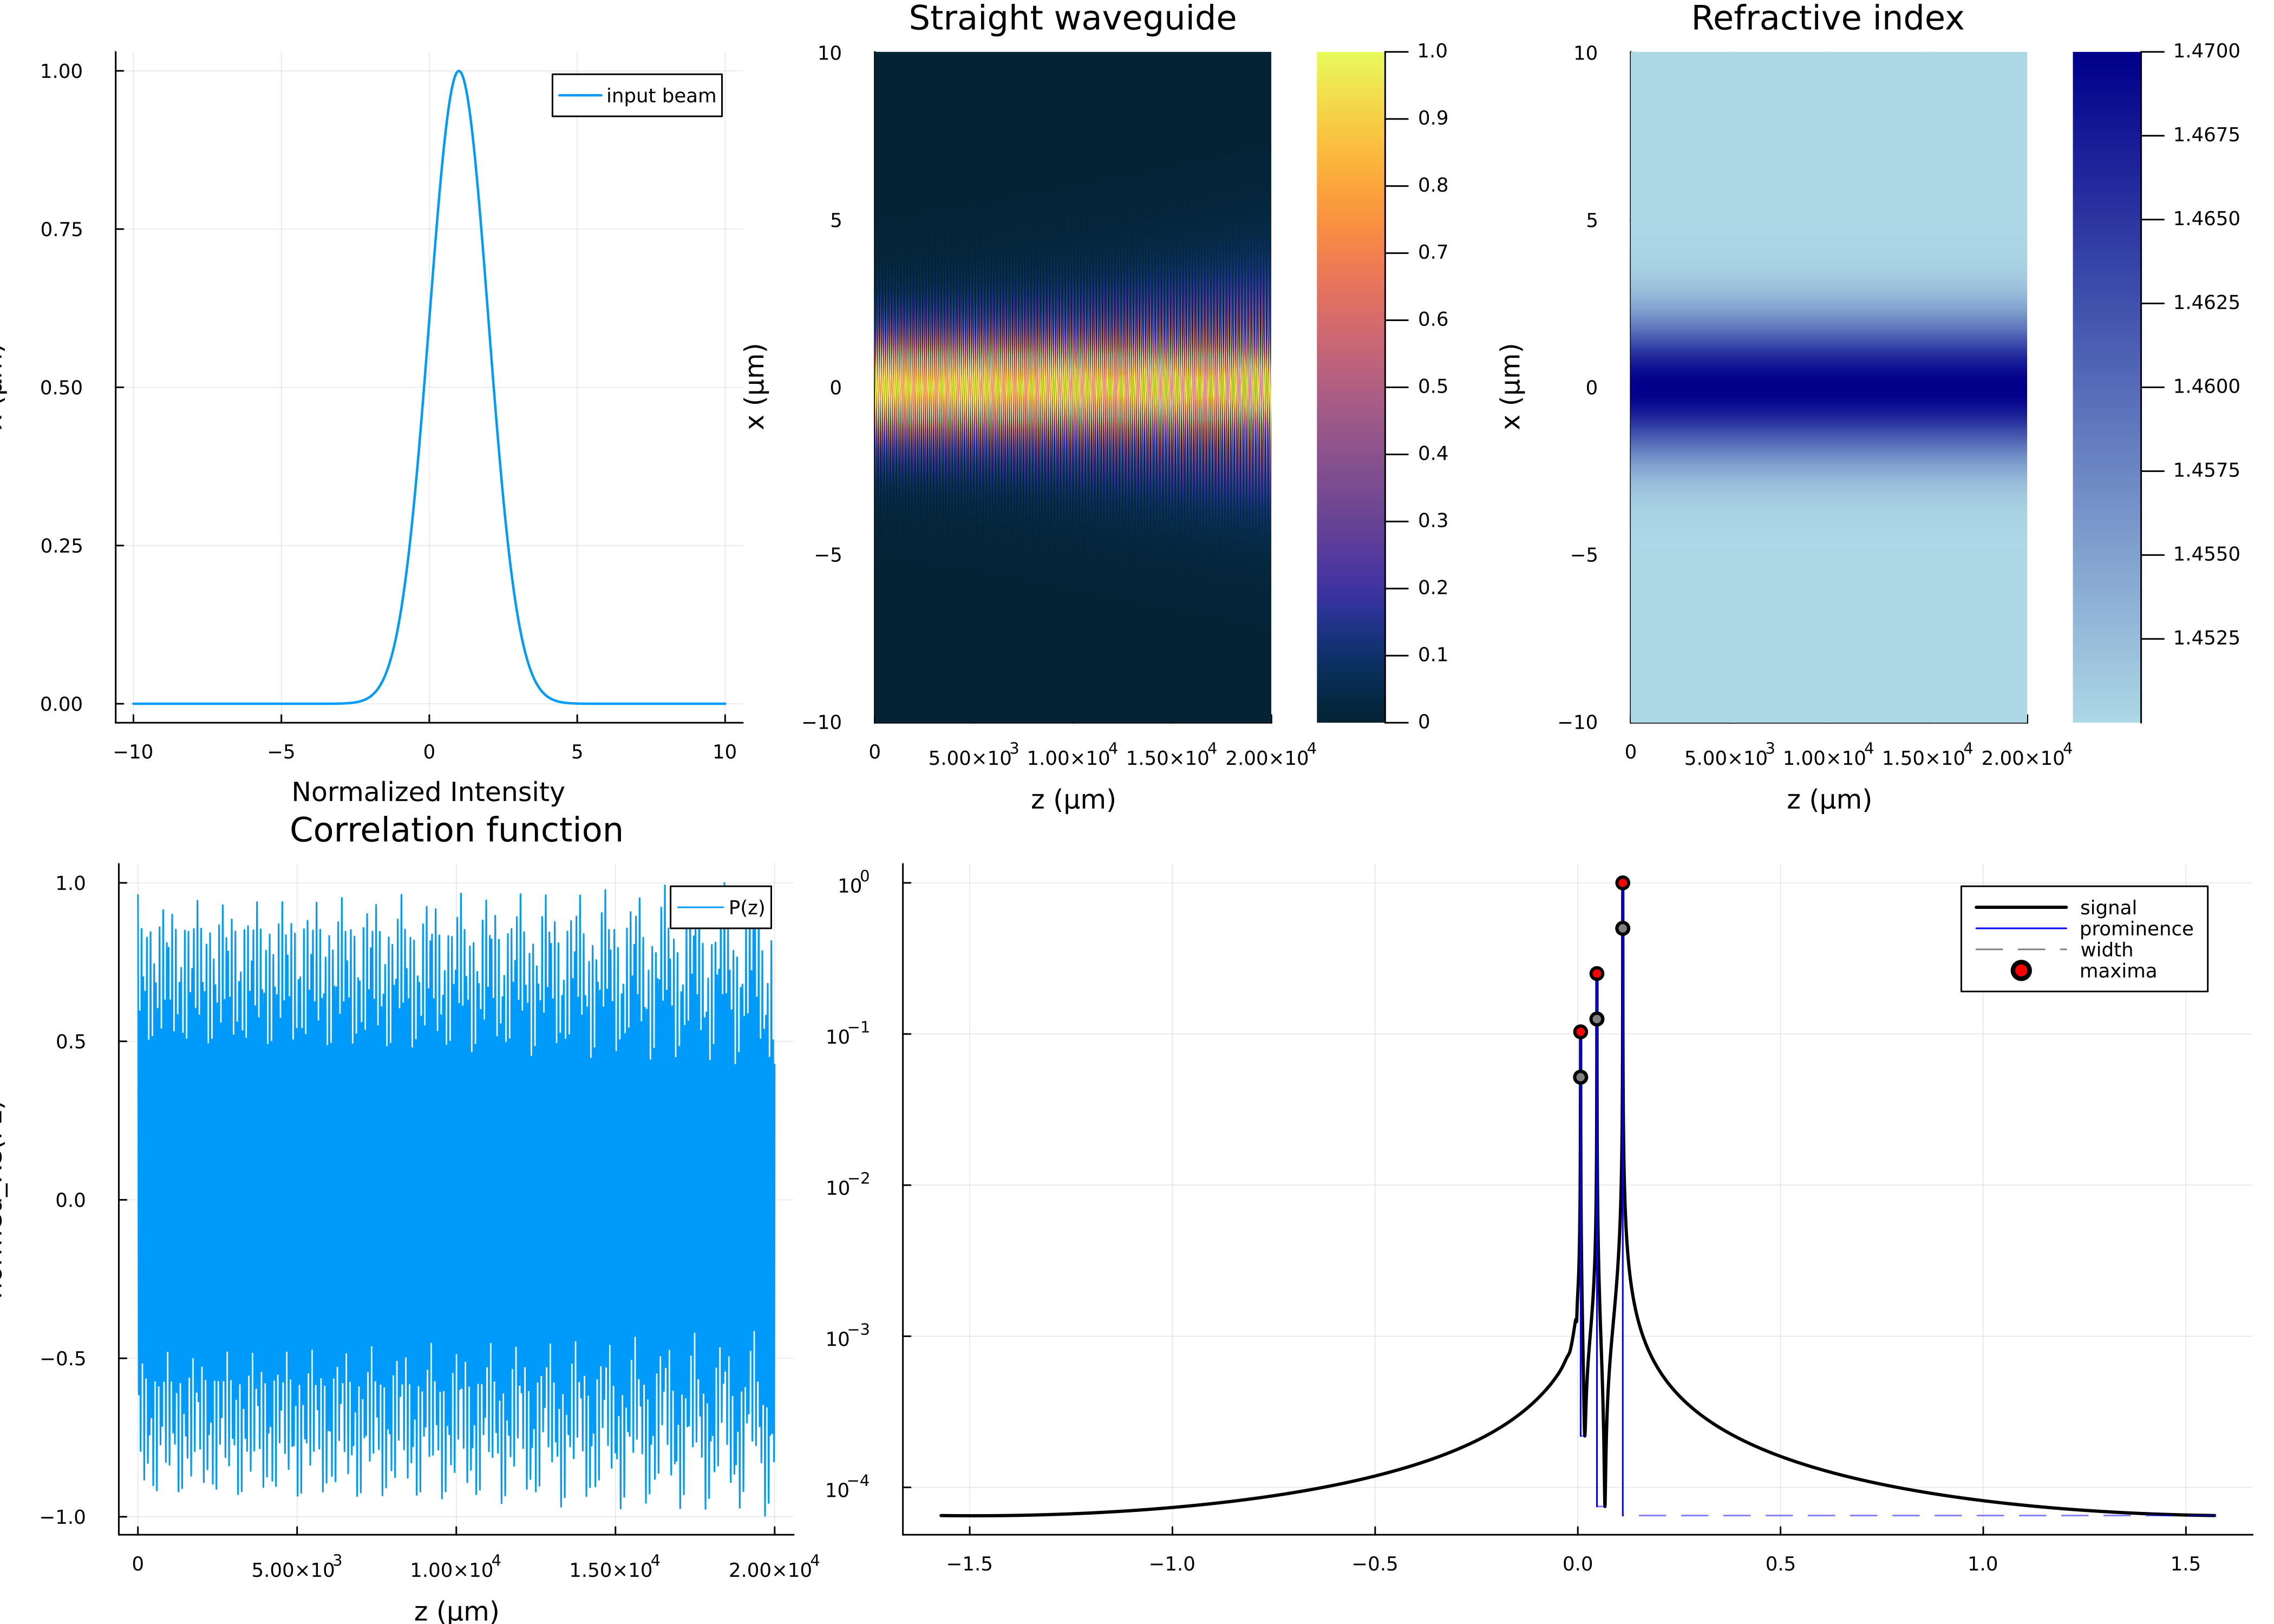 1.00
0.75
0.50
0.25
0.00
−10 −5 0 5 10
Normalized Intensity
input beam
Straight waveguide
10
5
0
−5
−10
x (μm)
0 5.00×10³ 1.00×10⁴ 1.50×10⁴ 2.00×10⁴
z (μm)
1.0
0.9
0.8
0.7
0.6
0.5
0.4
0.3
0.2
0.1
0
Refractive index
10
5
0
−5
−10
x (μm)
0 5.00×10³ 1.00×10⁴ 1.50×10⁴ 2.00×10⁴
z (μm)
1.4700
1.4675
1.4650
1.4625
1.4600
1.4575
1.4550
1.4525
Correlation function
1.0
0.5
0.0
−0.5
−1.0
P(z)
0 5.00×10³ 1.00×10⁴ 1.50×10⁴ 2.00×10⁴
z (μm)
10⁰
10⁻¹
10⁻²
10⁻³
10⁻⁴
−1.5 −1.0 −0.5 0.0 0.5 1.0 1.5
signal
prominence
width
maxima